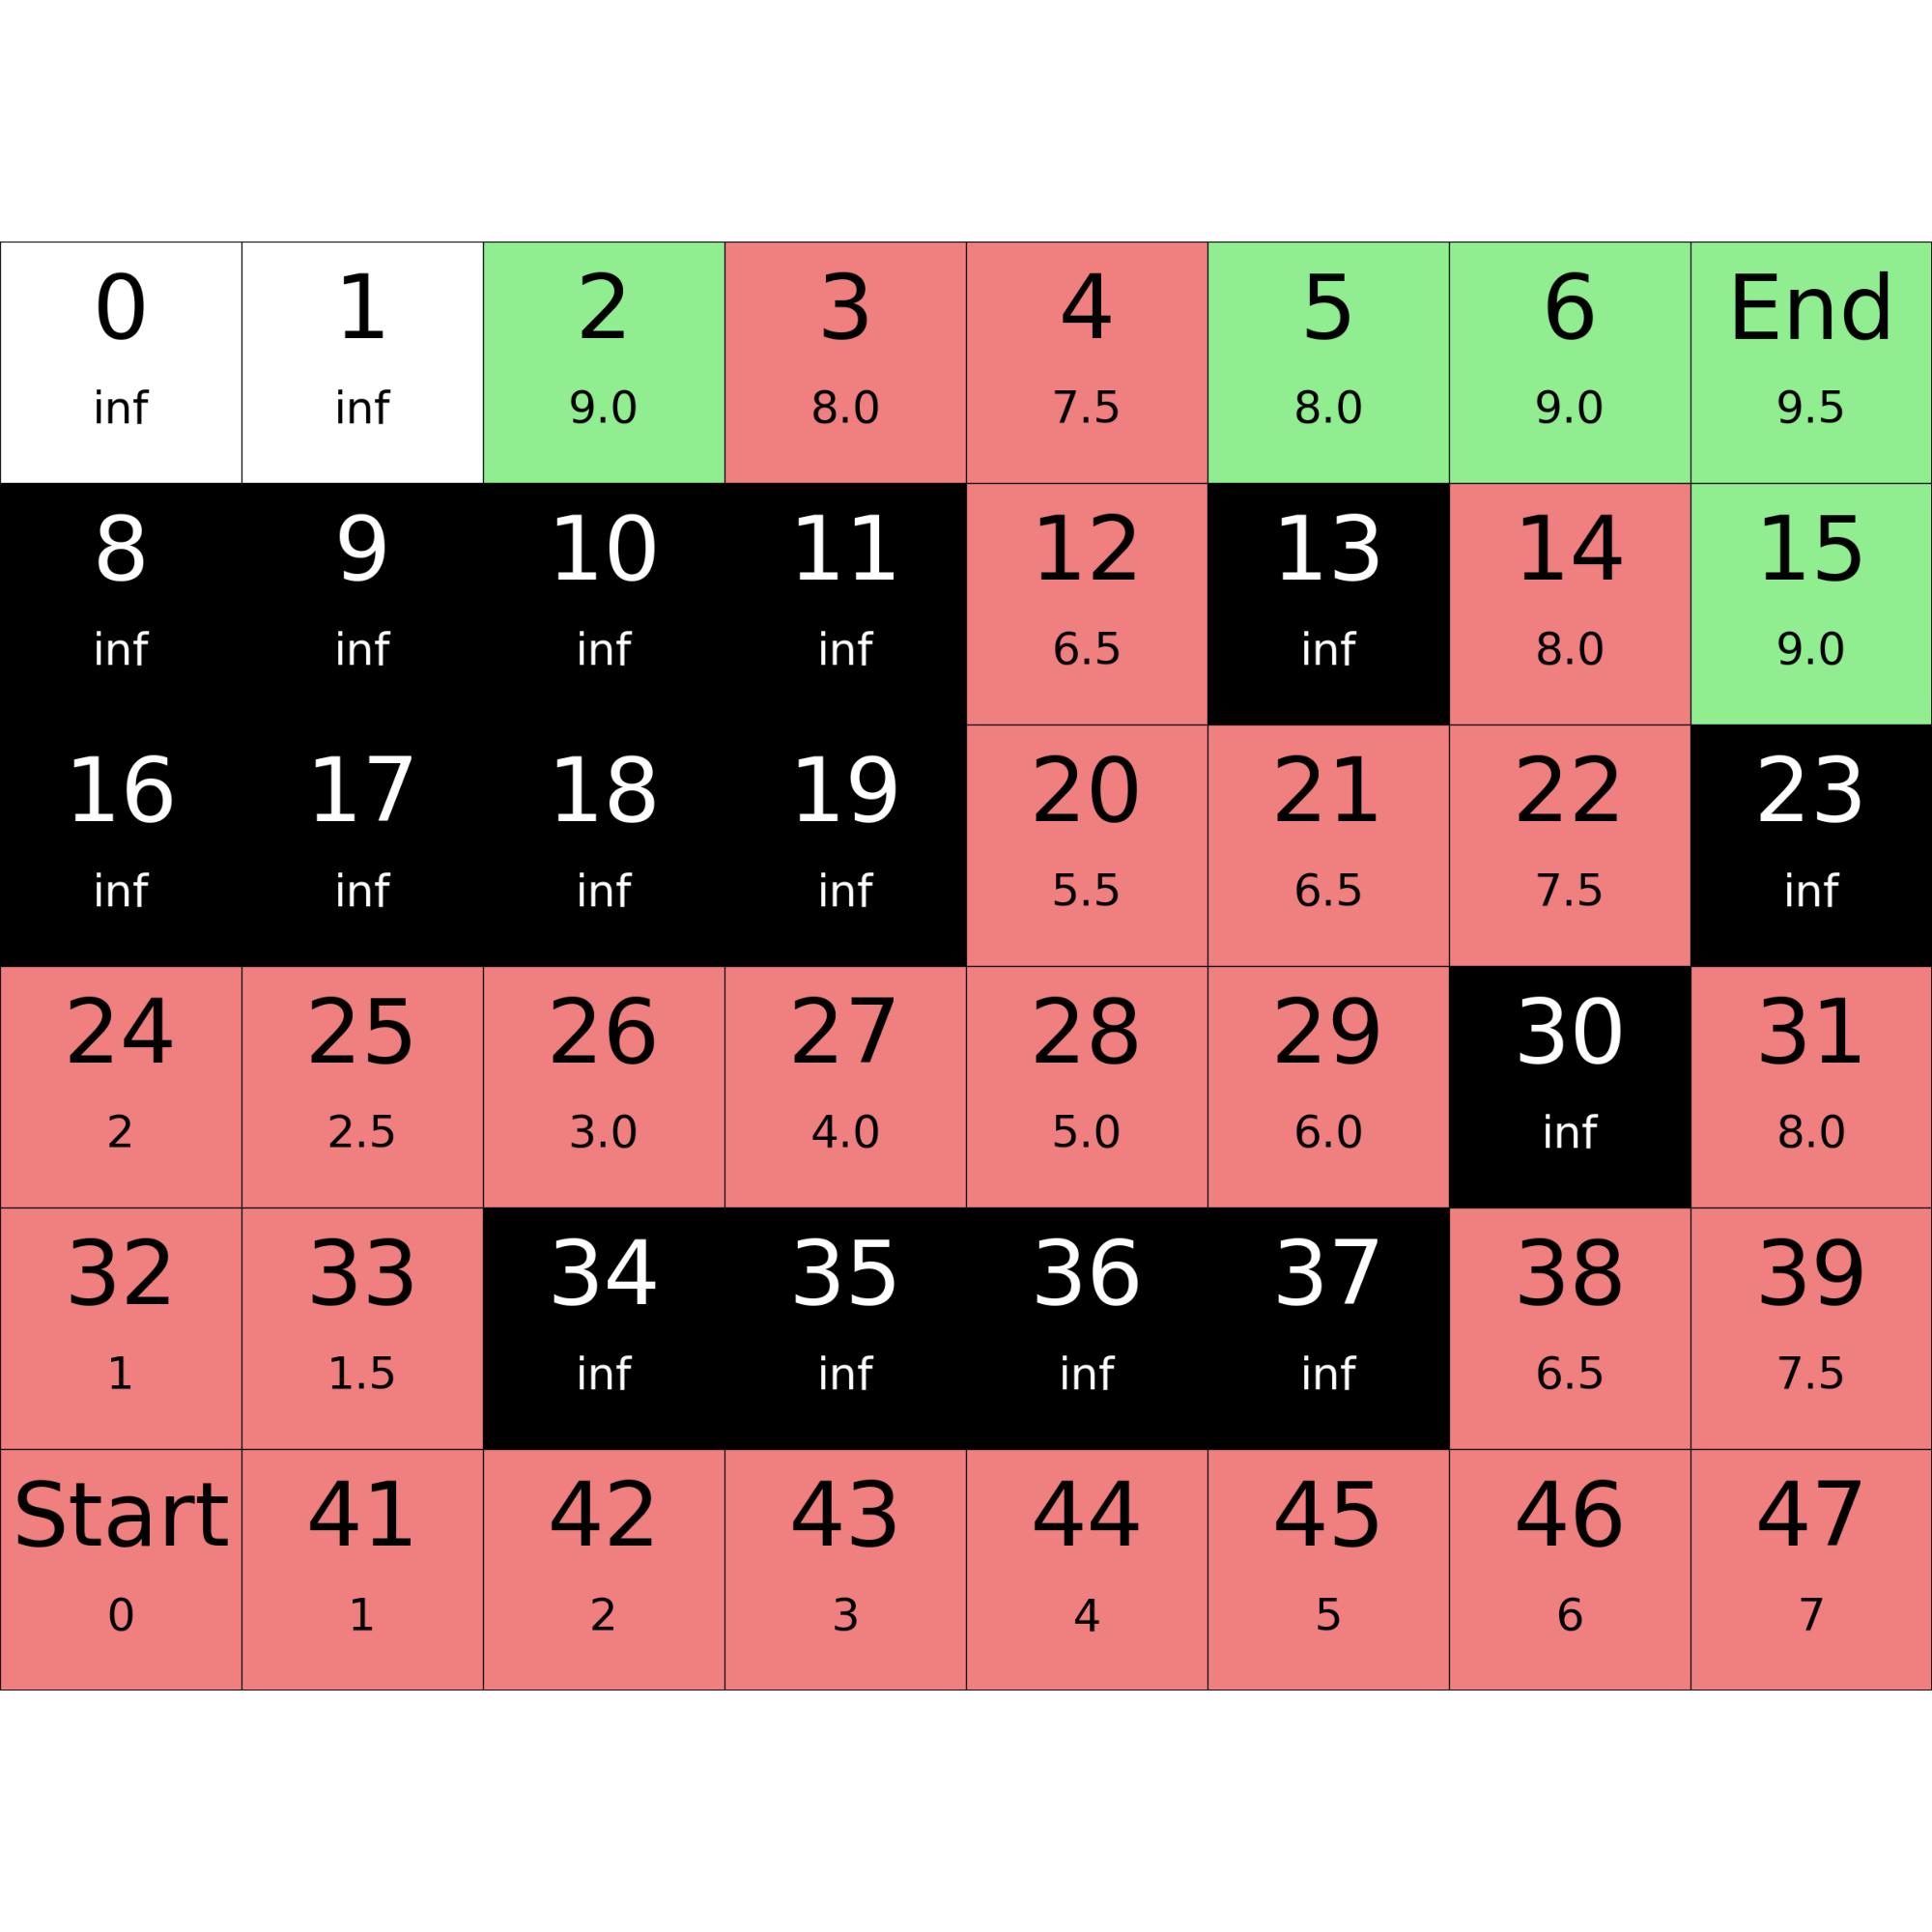 0 1 2 3 4 5 6 End
inf inf 9.0 8.0 7.5 8.0 9.0 9.5
8 9 10 11 12 13 14 15
inf inf inf inf 6.5 inf 8.0 9.0
16 17 18 19 20 21 22 23
inf inf inf inf 5.5 6.5 7.5 inf
24 25 26 27 28 29 30 31
2 2.5 3.0 4.0 5.0 6.0 inf 8.0
32 33 34 35 36 37 38 39
1 1.5 inf inf inf inf 6.5 7.5
Start 41 42 43 44 45 46 47
0 1 2 3 4 5 6 7